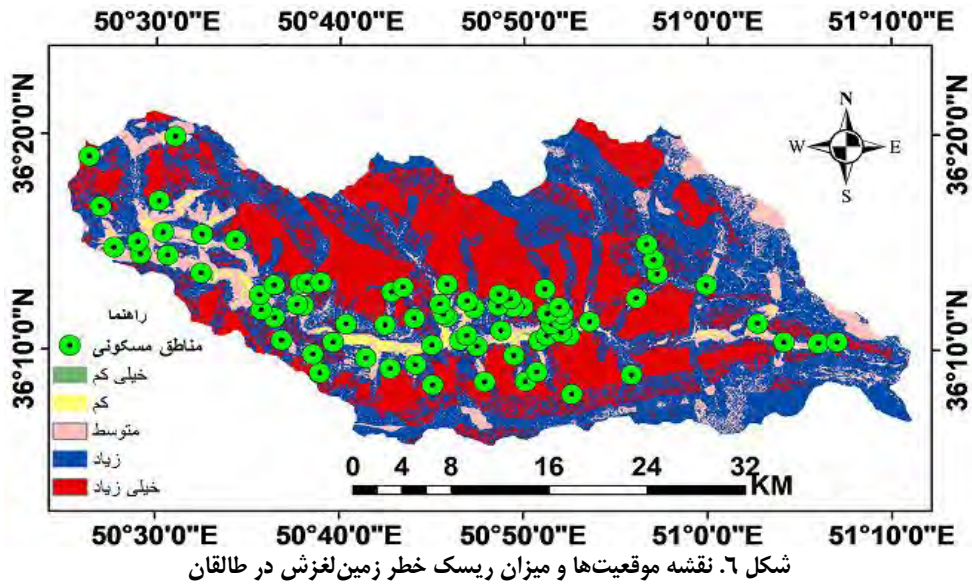 50°30'0"E 50°40'0"E 50°50'0"E 51°0'0"E 51°10'0"E
36°20'0"N
36°20'0"N
N
W E
S
36°10'0"N
36°10'0"N
راهنما
مناطق مسکونی
خیلی کم
کم
متوسط
زیاد
خیلی زیاد
0 4 8 16 24 32
KM
50°30'0"E 50°40'0"E 50°50'0"E 51°0'0"E 51°10'0"E
شکل ٦. نقشه موقعیت‌ها و میزان ریسک خطر زمین‌لغزش در طالقان